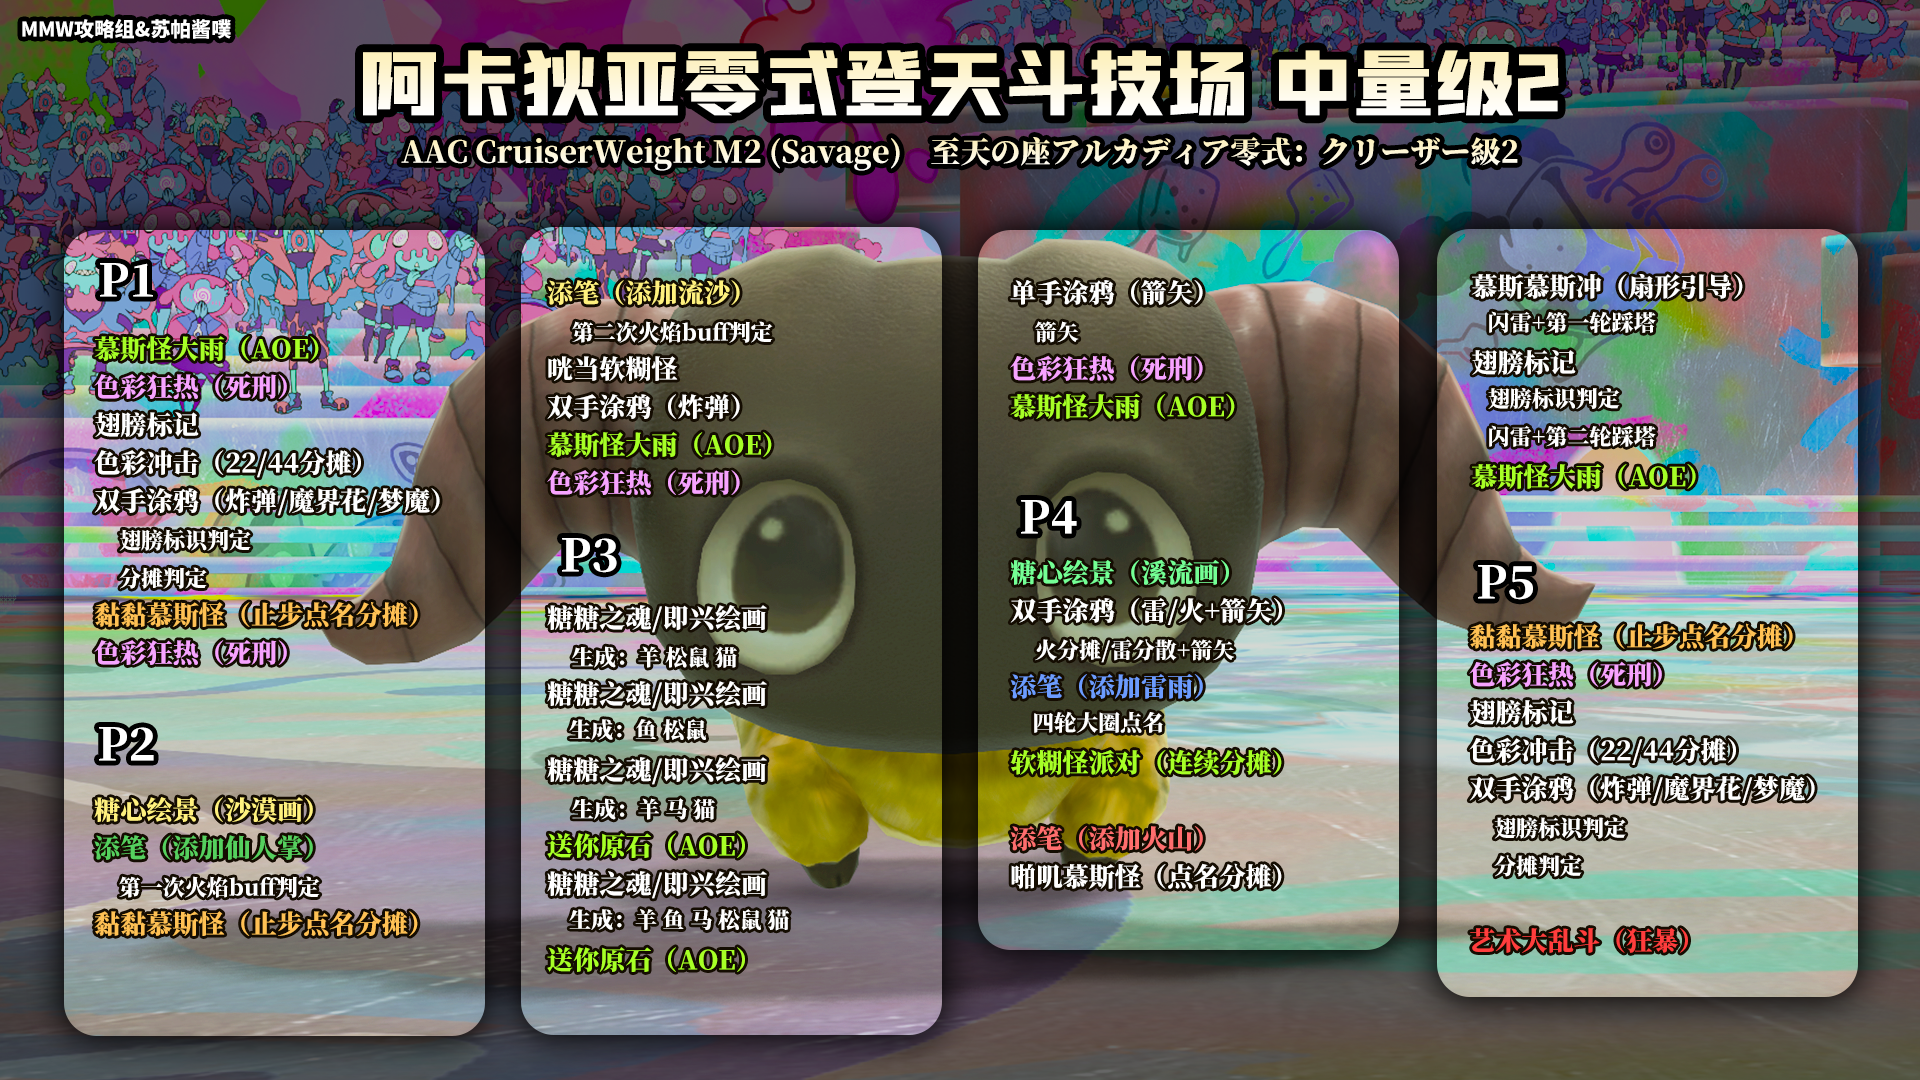 MMW攻略组&苏帕酱噗
阿卡狄亚零式登天斗技场 中量级2
AAC CruiserWeight M2 (Savage) 至天の座アルカディア零式：クリーザー級2
P1
慕斯怪大雨（AOE）
色彩狂热（死刑）
翅膀标记
色彩冲击（22/44分摊）
双手涂鸦（炸弹/魔界花/梦魔）
翅膀标识判定
分摊判定
黏黏慕斯怪（止步点名分摊）
色彩狂热（死刑）
P2
糖心绘景（沙漠画）
添笔（添加仙人掌）
第一次火焰buff判定
黏黏慕斯怪（止步点名分摊）
添笔（添加流沙）
第二次火焰buff判定
咣当软糊怪
双手涂鸦（炸弹）
慕斯怪大雨（AOE）
色彩狂热（死刑）
P3
糖糖之魂/即兴绘画
生成：羊 松鼠 猫
糖糖之魂/即兴绘画
生成：鱼 松鼠
糖糖之魂/即兴绘画
生成：羊 马 猫
送你原石（AOE）
糖糖之魂/即兴绘画
生成：羊 鱼 马 松鼠 猫
送你原石（AOE）
单手涂鸦（箭矢）
箭矢
色彩狂热（死刑）
慕斯怪大雨（AOE）
P4
糖心绘景（溪流画）
双手涂鸦（雷/火+箭矢）
火分摊/雷分散+箭矢
添笔（添加雷雨）
四轮大圈点名
软糊怪派对（连续分摊）
添笔（添加火山）
啪叽慕斯怪（点名分摊）
慕斯慕斯冲（扇形引导）
闪雷+第一轮踩塔
翅膀标记
翅膀标识判定
闪雷+第二轮踩塔
慕斯怪大雨（AOE）
P5
黏黏慕斯怪（止步点名分摊）
色彩狂热（死刑）
翅膀标记
色彩冲击（22/44分摊）
双手涂鸦（炸弹/魔界花/梦魔）
翅膀标识判定
分摊判定
艺术大乱斗（狂暴）